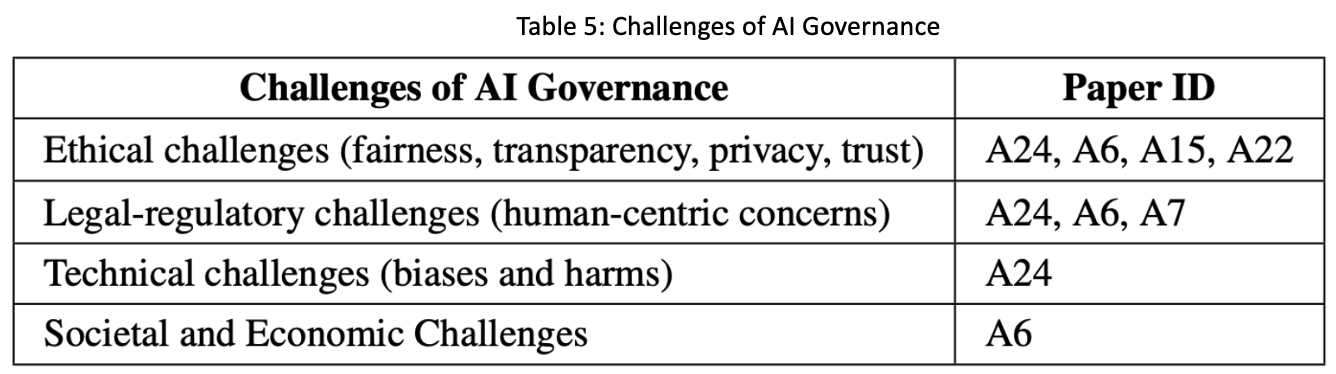 Table 5: Challenges of AI Governance
Challenges of AI Governance Paper ID
Ethical challenges (fairness, transparency, privacy, trust) A24, A6, A15, A22
Legal-regulatory challenges (human-centric concerns) A24, A6, A7
Technical challenges (biases and harms) A24
Societal and Economic Challenges A6